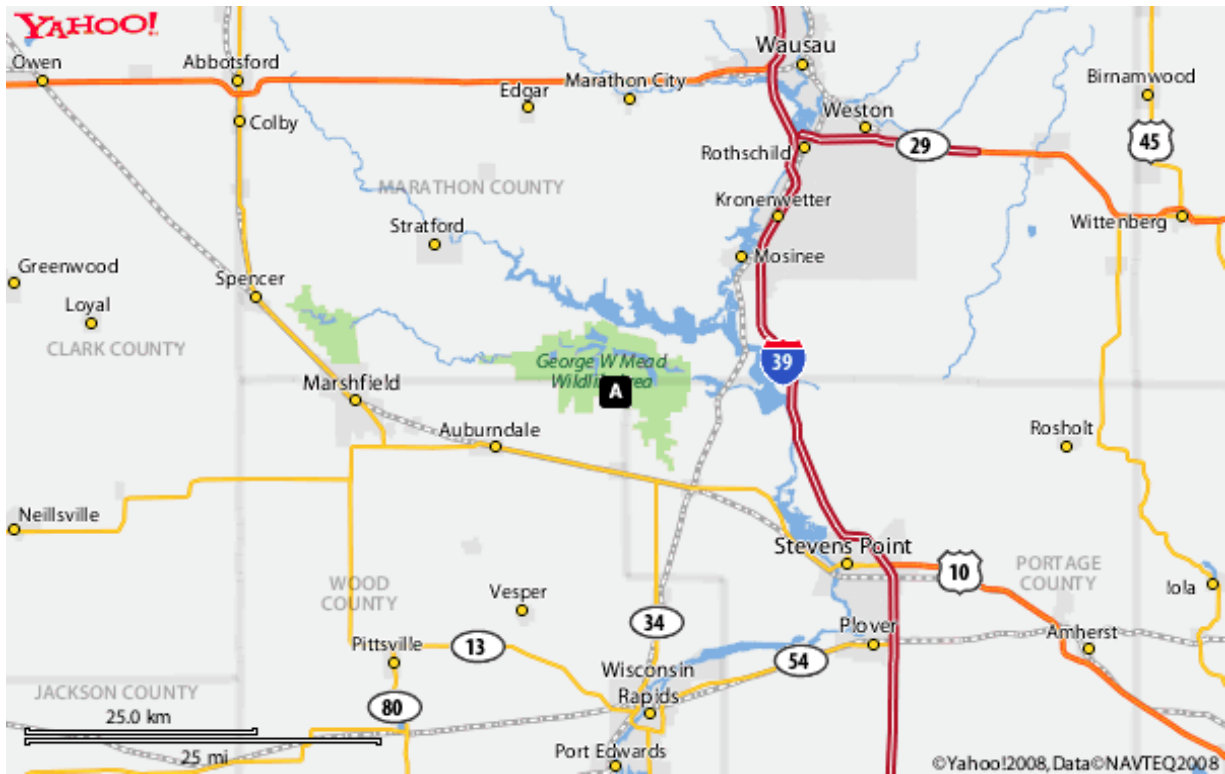 YAHOO!
Wausau
Owen
Abbotsford
Marathon City
Birnamwood
Edgar
Weston
Colby
45
29
Rothschild
MARATHON COUNTY
Kronenwetter
Stratford
Wittenberg
Mosinee
Greenwood
Spencer
Loyal
CLARK COUNTY
George W Mead
Wildlife Area
39
Marshfield
A
Auburndale
Rosholt
Neillsville
Stevens Point
10
PORTAGE
COUNTY
WOOD
COUNTY
Vesper
Iola
34
Plover
Amherst
Pittsville
13
54
Wisconsin
Rapids
JACKSON COUNTY
80
25.0 km
25 mi
Port Edwards
©Yahoo!2008, Data©NAVTEQ2008